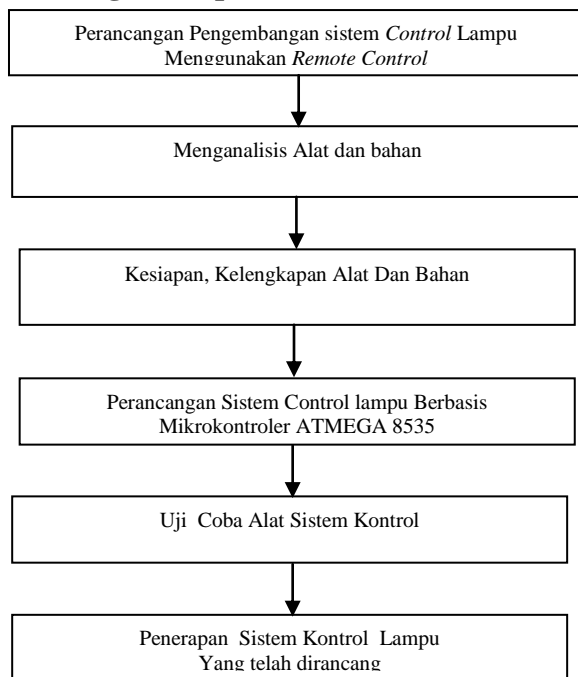 Perancangan Pengembangan sistem Control Lampu
Menggunakan Remote Control
Menganalisis Alat dan bahan
Kesiapan, Kelengkapan Alat Dan Bahan
Perancangan Sistem Control lampu Berbasis
Mikrokontroler ATMEGA 8535
Uji Coba Alat Sistem Kontrol
Penerapan Sistem Kontrol Lampu
Yang telah dirancang